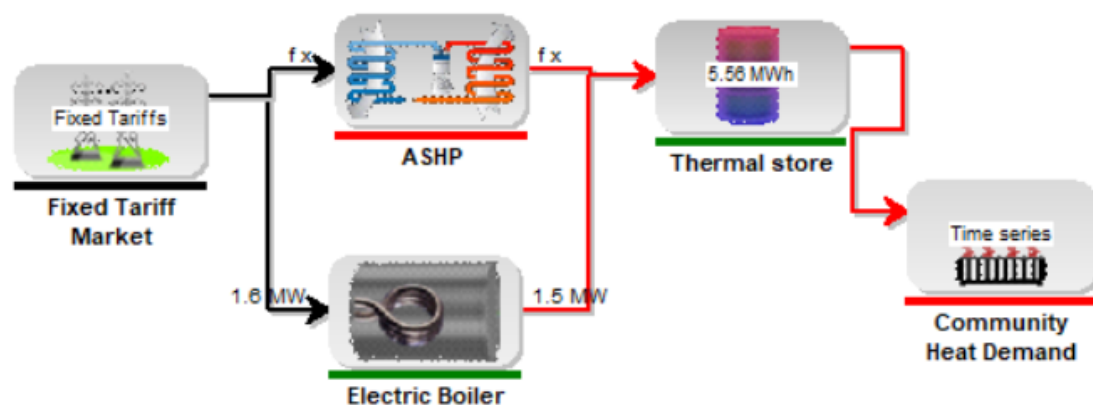 Fixed Tariffs
Fixed Tariff
Market
f x
f x
ASHP
1.6 MW
1.5 MW
Electric Boiler
5.56 MWh
Thermal store
Time series
Community
Heat Demand